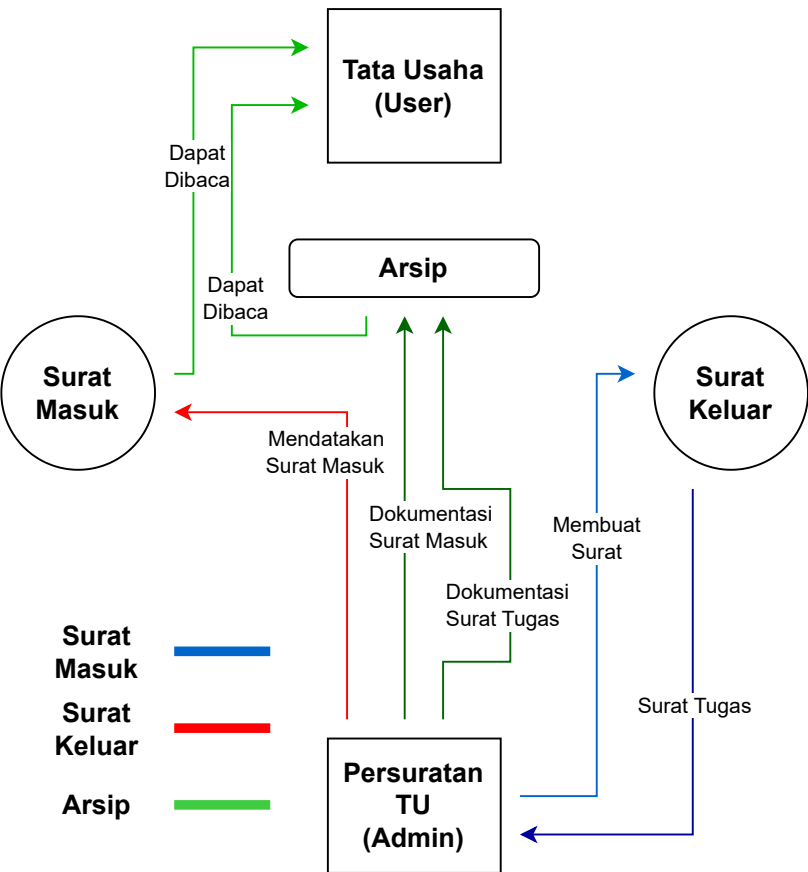 Tata Usaha
(User)
Dapat
Dibaca
Arsip
Dapat
Dibaca
Surat
Masuk
Surat
Keluar
Mendatakan
Surat Masuk
Dokumentasi
Surat Masuk
Membuat
Surat
Dokumentasi
Surat Tugas
Surat
Masuk
Surat
Keluar
Surat Tugas
Arsip
Persuratan
TU
(Admin)